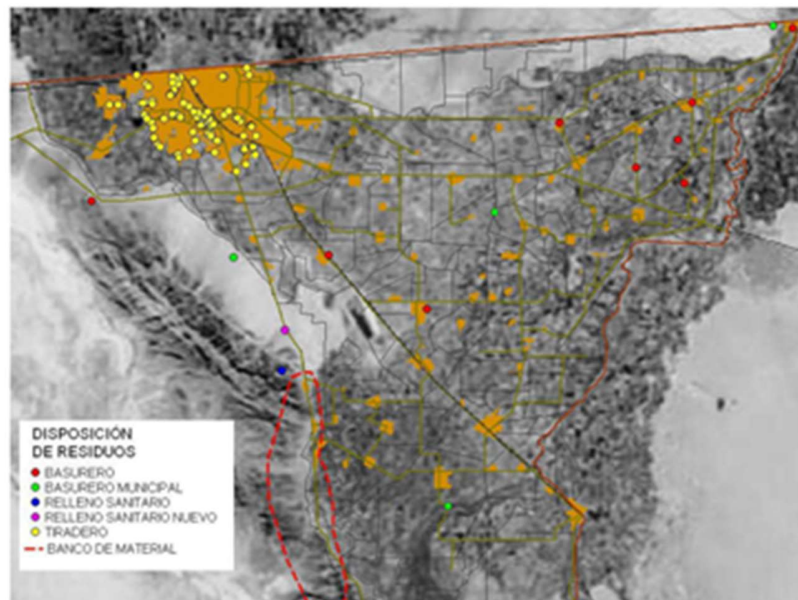 DISPOSICIÓN
DE RESIDUOS
BASURERO
BASURERO MUNICIPAL
RELLENO SANITARIO
RELLENO SANITARIO NUEVO
TIRADERO
BANCO DE MATERIAL